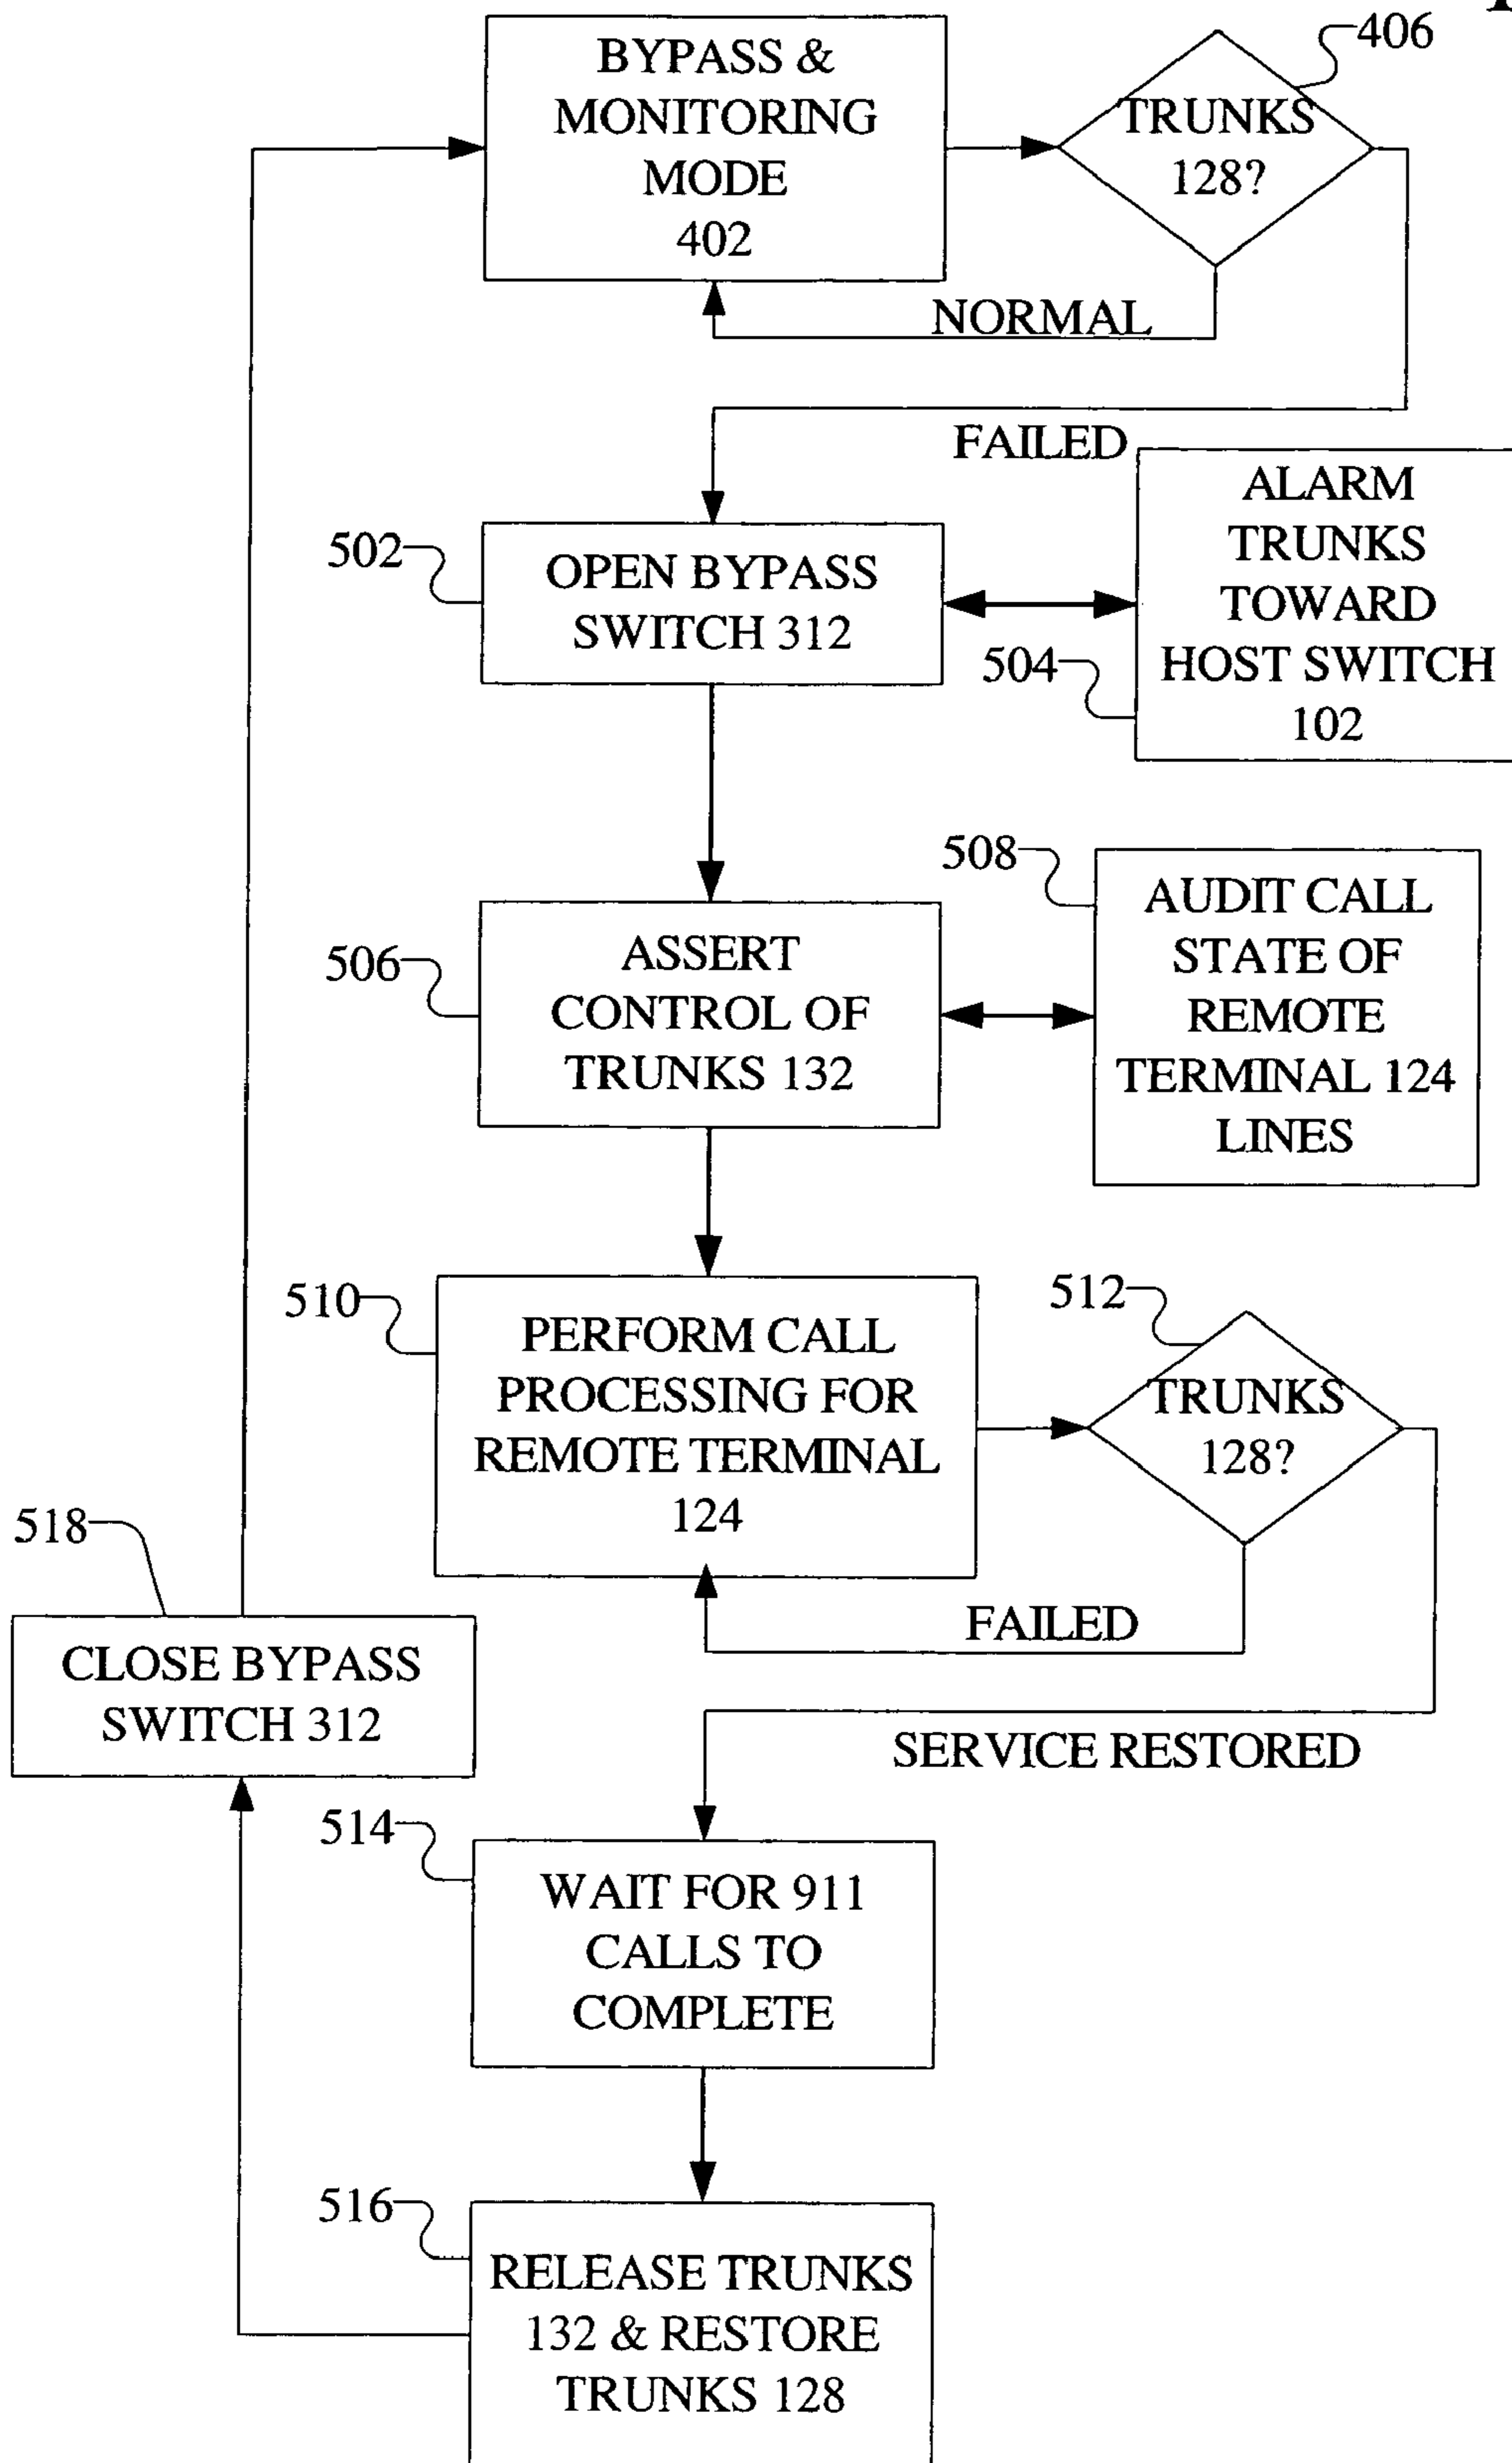 BYPASS &
MONITORING
MODE
402
406
TRUNKS
128?
NORMAL
FAILED
502
OPEN BYPASS
SWITCH 312
ALARM
TRUNKS
TOWARD
HOST SWITCH
102
504
508
AUDIT CALL
STATE OF
REMOTE
TERMINAL 124
LINES
506
ASSERT
CONTROL OF
TRUNKS 132
510
PERFORM CALL
PROCESSING FOR
REMOTE TERMINAL
124
512
TRUNKS
128?
FAILED
518
CLOSE BYPASS
SWITCH 312
SERVICE RESTORED
514
WAIT FOR 911
CALLS TO
COMPLETE
516
RELEASE TRUNKS
132 & RESTORE
TRUNKS 128